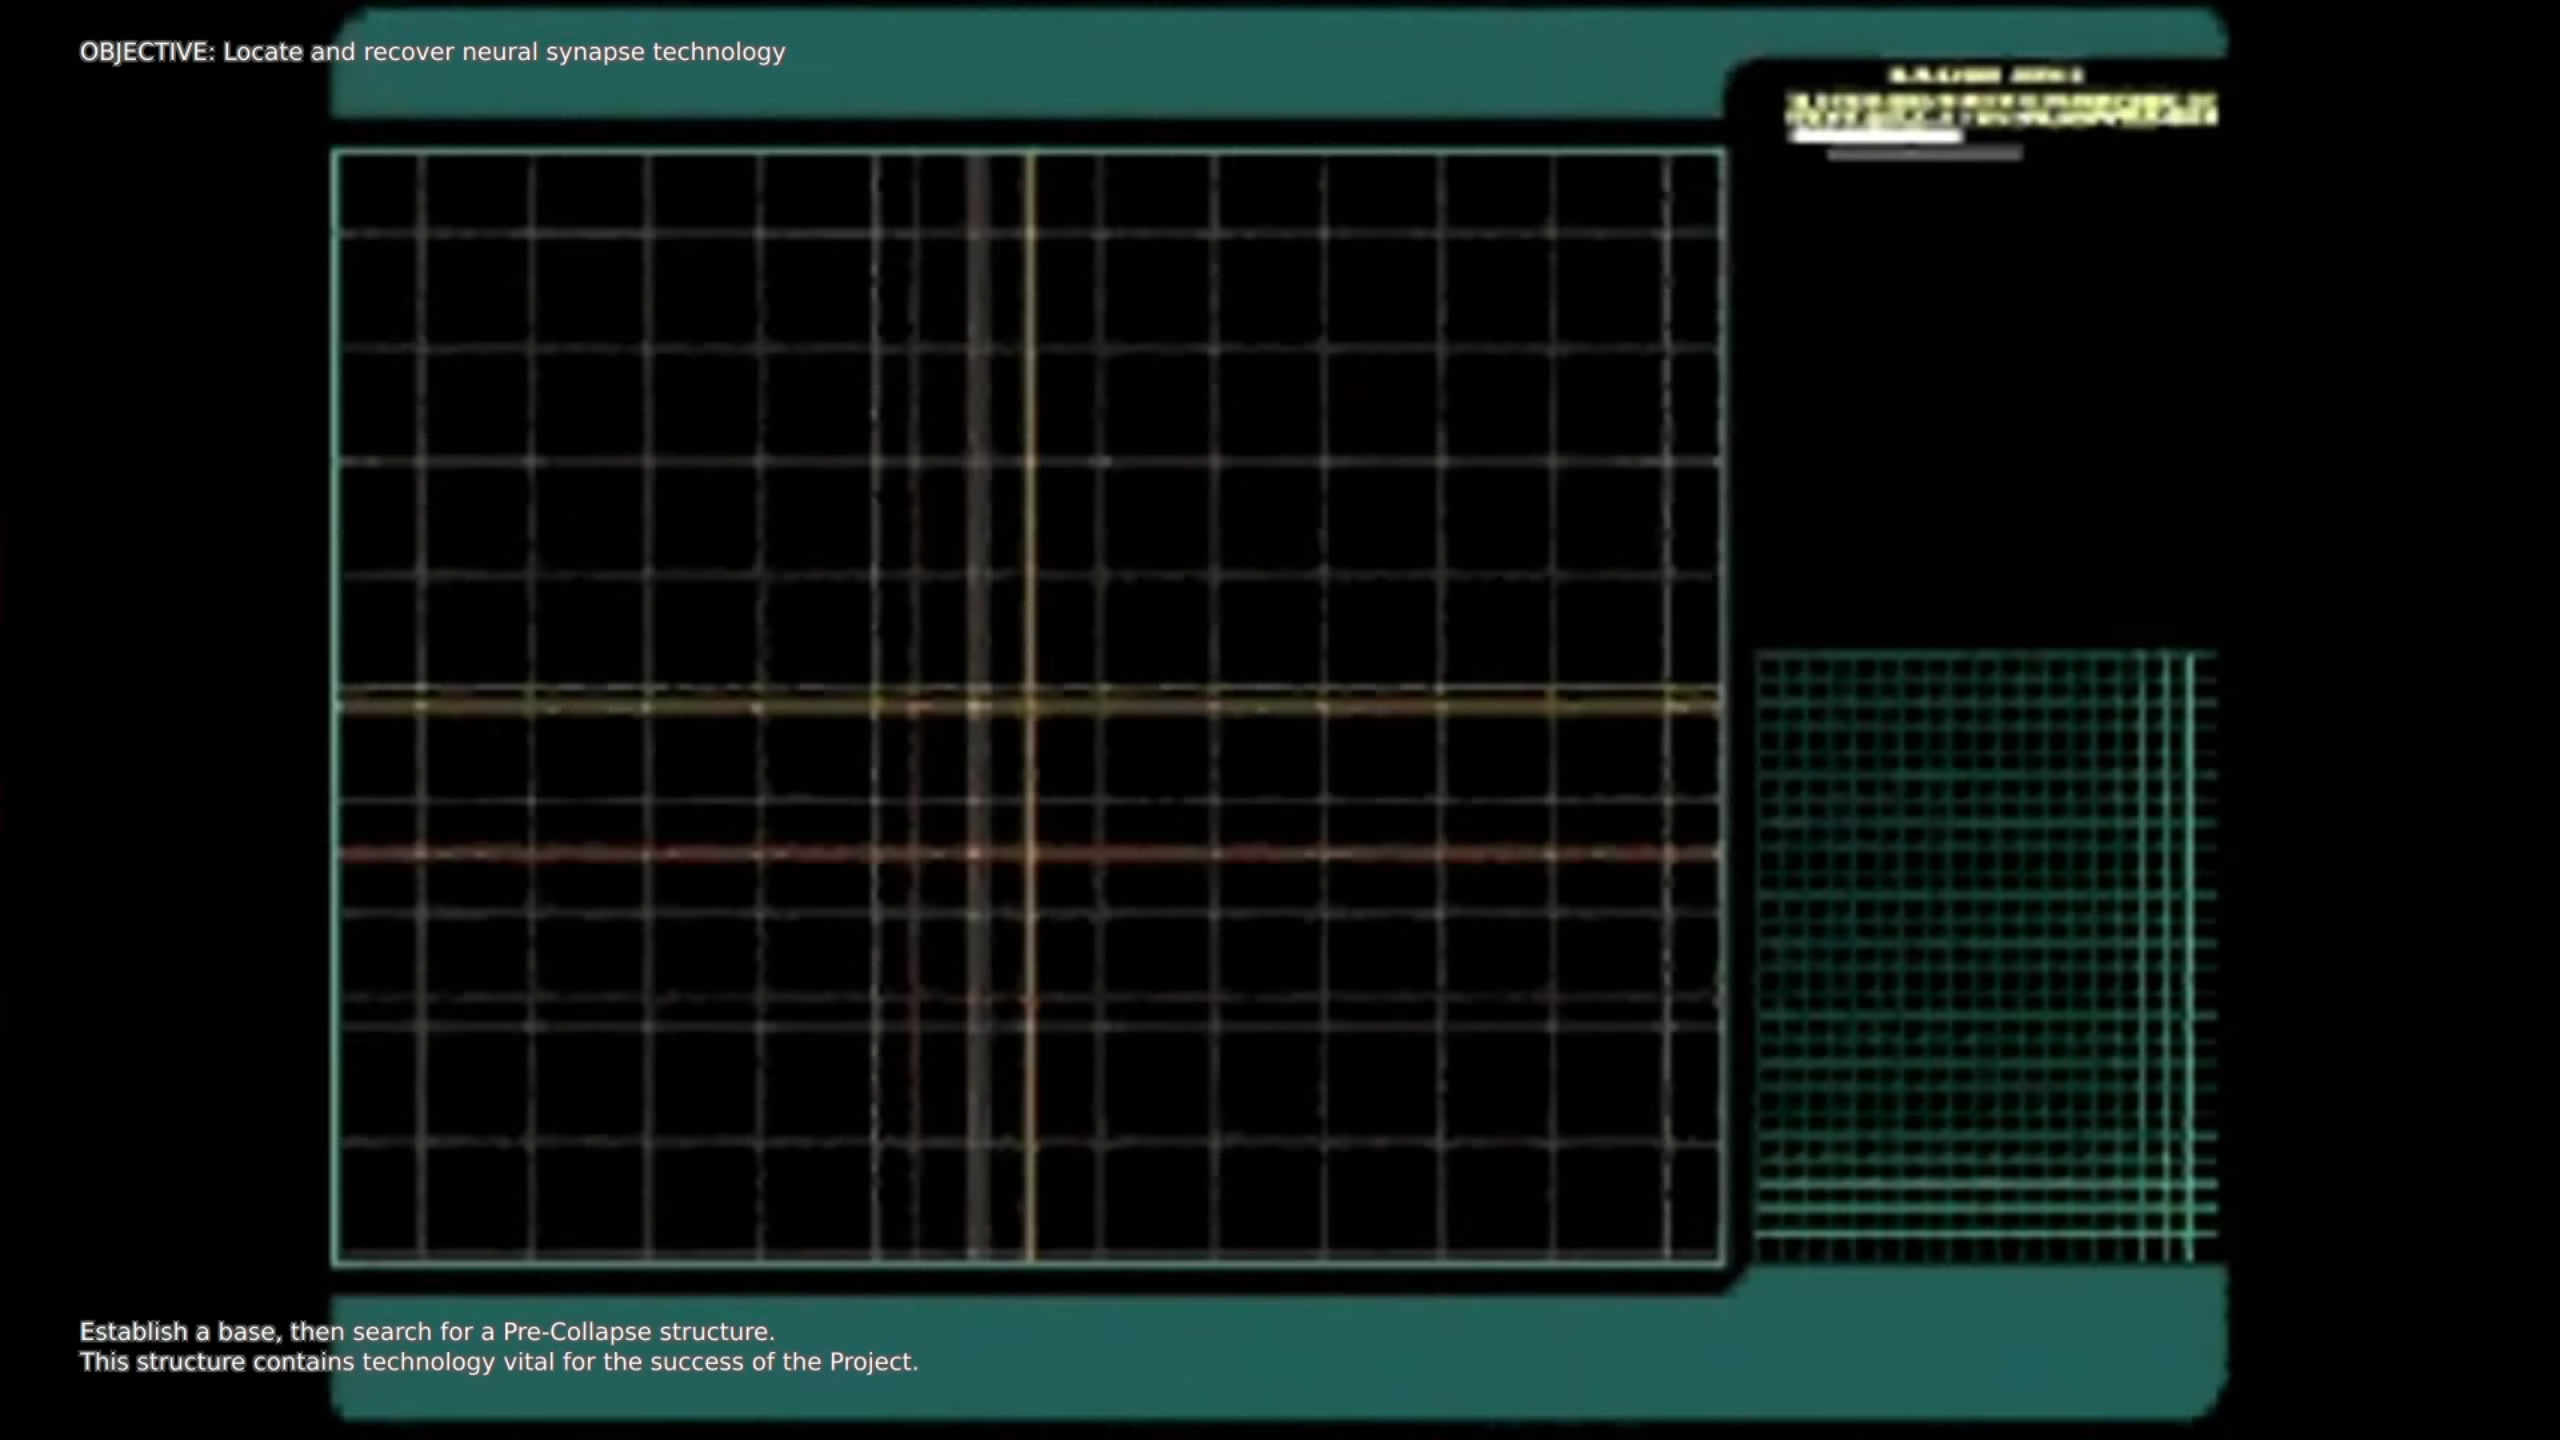 OBJECTIVE: Locate and recover neural synapse technology
Establish a base, then search for a Pre-Collapse structure.
This structure contains technology vital for the success of the Project.